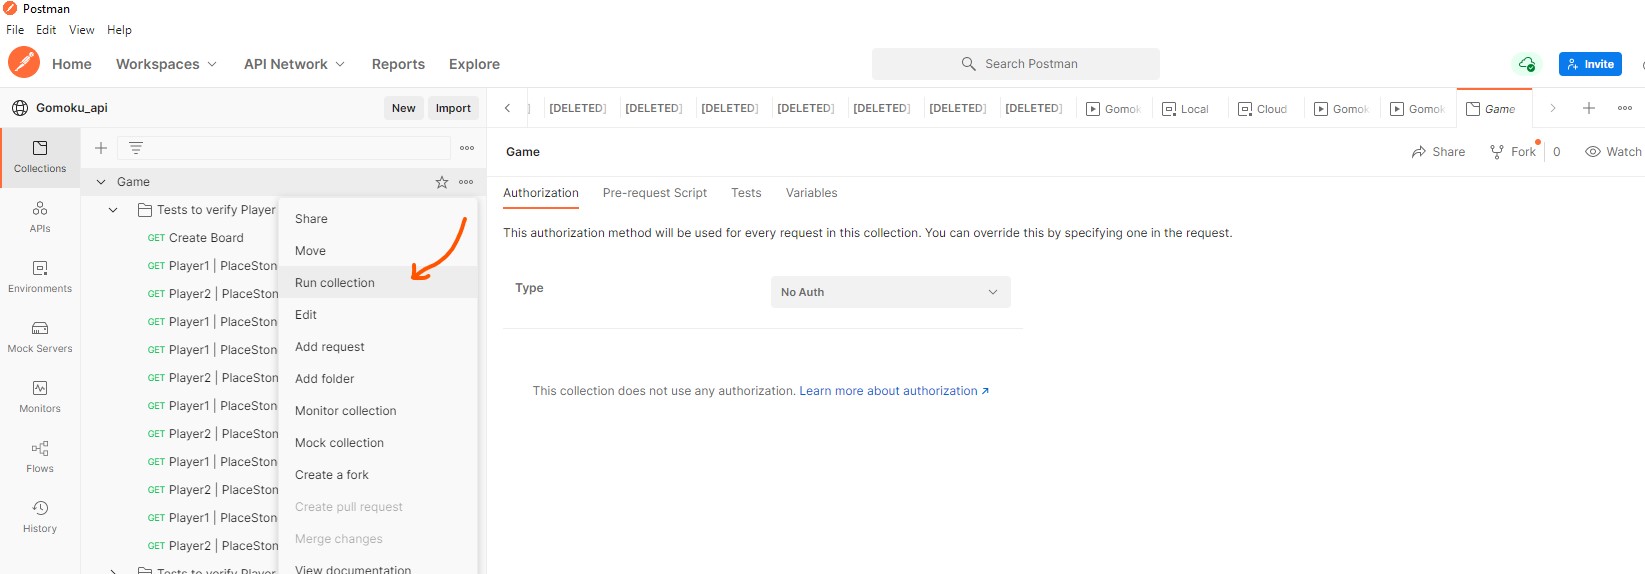 Postman
File Edit View Help
Home Workspaces API Network Reports Explore Search Postman Invite
Gomoku_api New Import [DELETED] [DELETED] [DELETED] [DELETED] [DELETED] [DELETED] [DELETED] Gomok Local Cloud Gomok Gomok Game
Collections
APIs
Environments
Mock Servers
Monitors
Flows
History
Game
Tests to verify Player
GET Create Board
GET Player1 | PlaceSton
GET Player2 | PlaceSton
GET Player1 | PlaceSton
GET Player1 | PlaceSton
GET Player2 | PlaceSton
GET Player1 | PlaceSton
GET Player2 | PlaceSton
GET Player1 | PlaceSton
GET Player2 | PlaceSton
GET Player1 | PlaceSton
GET Player2 | PlaceSton
Tests to verify Player
Share
Move
Run collection
Edit
Add request
Add folder
Monitor collection
Mock collection
Create a fork
Create pull request
Merge changes
View documentation
Game Share Fork 0 Watch
Authorization Pre-request Script Tests Variables
This authorization method will be used for every request in this collection. You can override this by specifying one in the request.
Type No Auth
This collection does not use any authorization. Learn more about authorization ↗